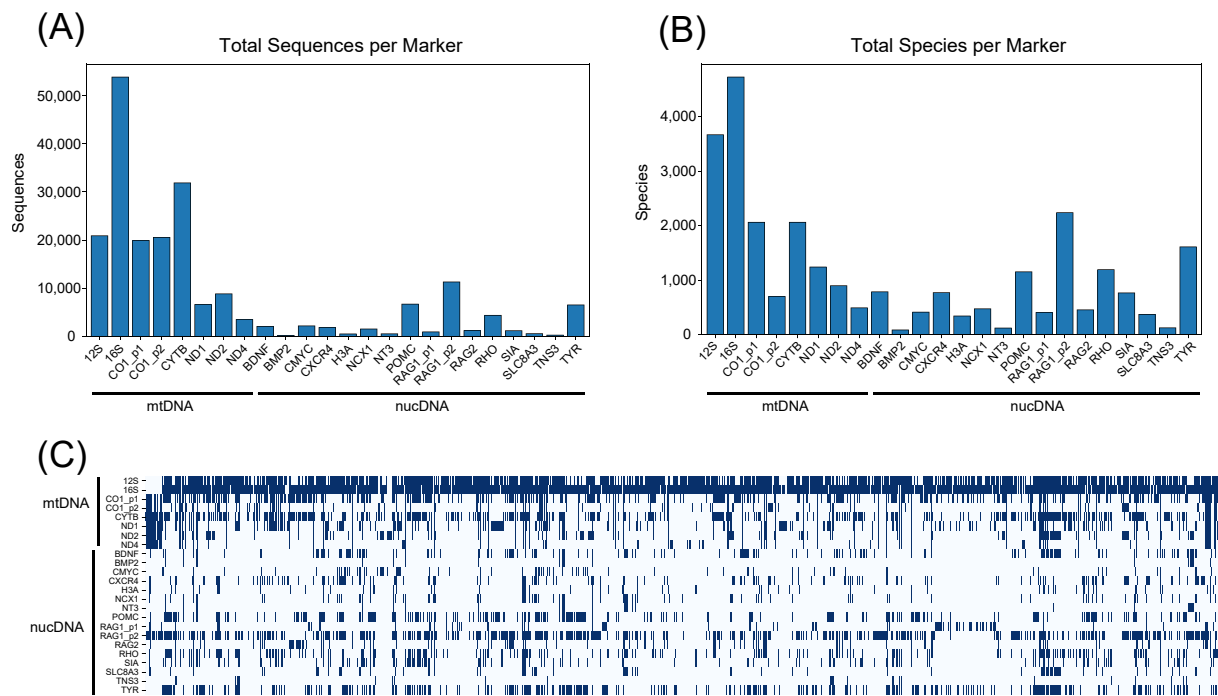 (A)
Total Sequences per Marker
50,000
40,000
30,000
20,000
10,000
0
Sequences
12S
16S
CO1_p1
CO1_p2
CYTB
ND1
ND2
ND4
BDNF
BMP2
CMYC
CXCR4
H3A
NCX1
NT3
POMC
RAG1_p1
RAG1_p2
RAG2
RHO
SIA
SLC8A3
TNS3
TYR
mtDNA
nucDNA
(B)
Total Species per Marker
4,000
3,000
2,000
1,000
0
Species
12S
16S
CO1_p1
CO1_p2
CYTB
ND1
ND2
ND4
BDNF
BMP2
CMYC
CXCR4
H3A
NCX1
NT3
POMC
RAG1_p1
RAG1_p2
RAG2
RHO
SIA
SLC8A3
TNS3
TYR
mtDNA
nucDNA
(C)
mtDNA
12S
16S
CO1_p1
CO1_p2
CYTB
ND1
ND2
ND4
nucDNA
BDNF
BMP2
CMYC
CXCR4
H3A
NCX1
NT3
POMC
RAG1_p1
RAG1_p2
RAG2
RHO
SIA
SLC8A3
TNS3
TYR